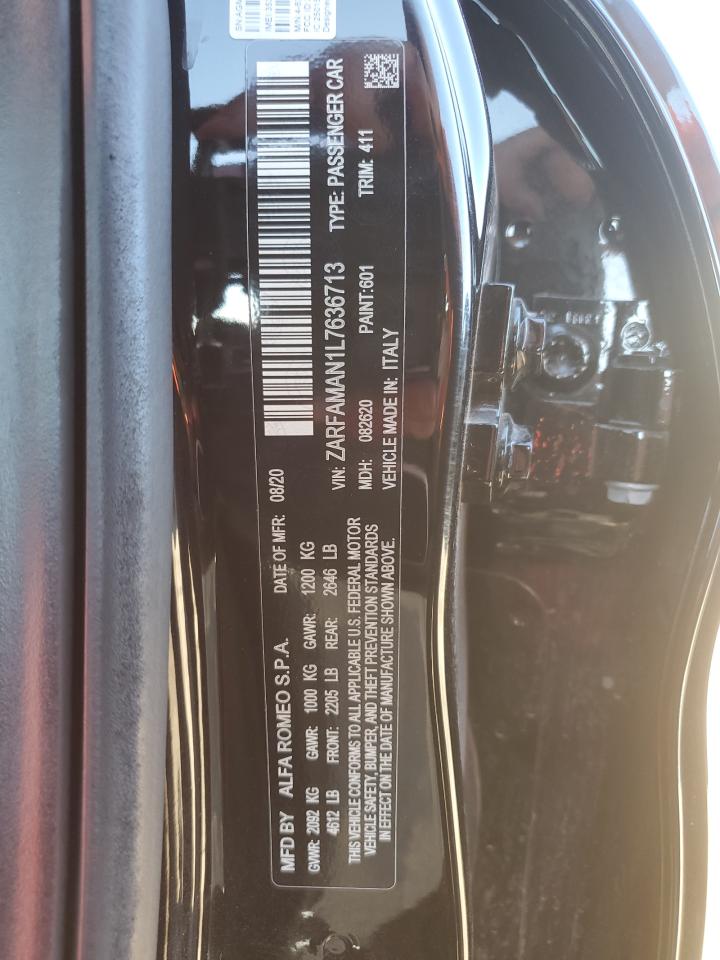 MFD BY ALFA ROMEO S.P.A. DATE OF MFR: 08/20
GVWR: 2092 KG GAWR: 1000 KG GAWR: 1200 KG
4612 LB FRONT: 2205 LB REAR: 2646 LB
THIS VEHICLE CONFORMS TO ALL APPLICABLE U.S. FEDERAL MOTOR
VEHICLE SAFETY, BUMPER, AND THEFT PREVENTION STANDARDS
IN EFFECT ON THE DATE OF MANUFACTURE SHOWN ABOVE.
VIN: ZARFAMAN1L7636713 TYPE: PASSENGER CAR
MDH: 082620 PAINT:601 TRIM: 411
VEHICLE MADE IN: ITALY